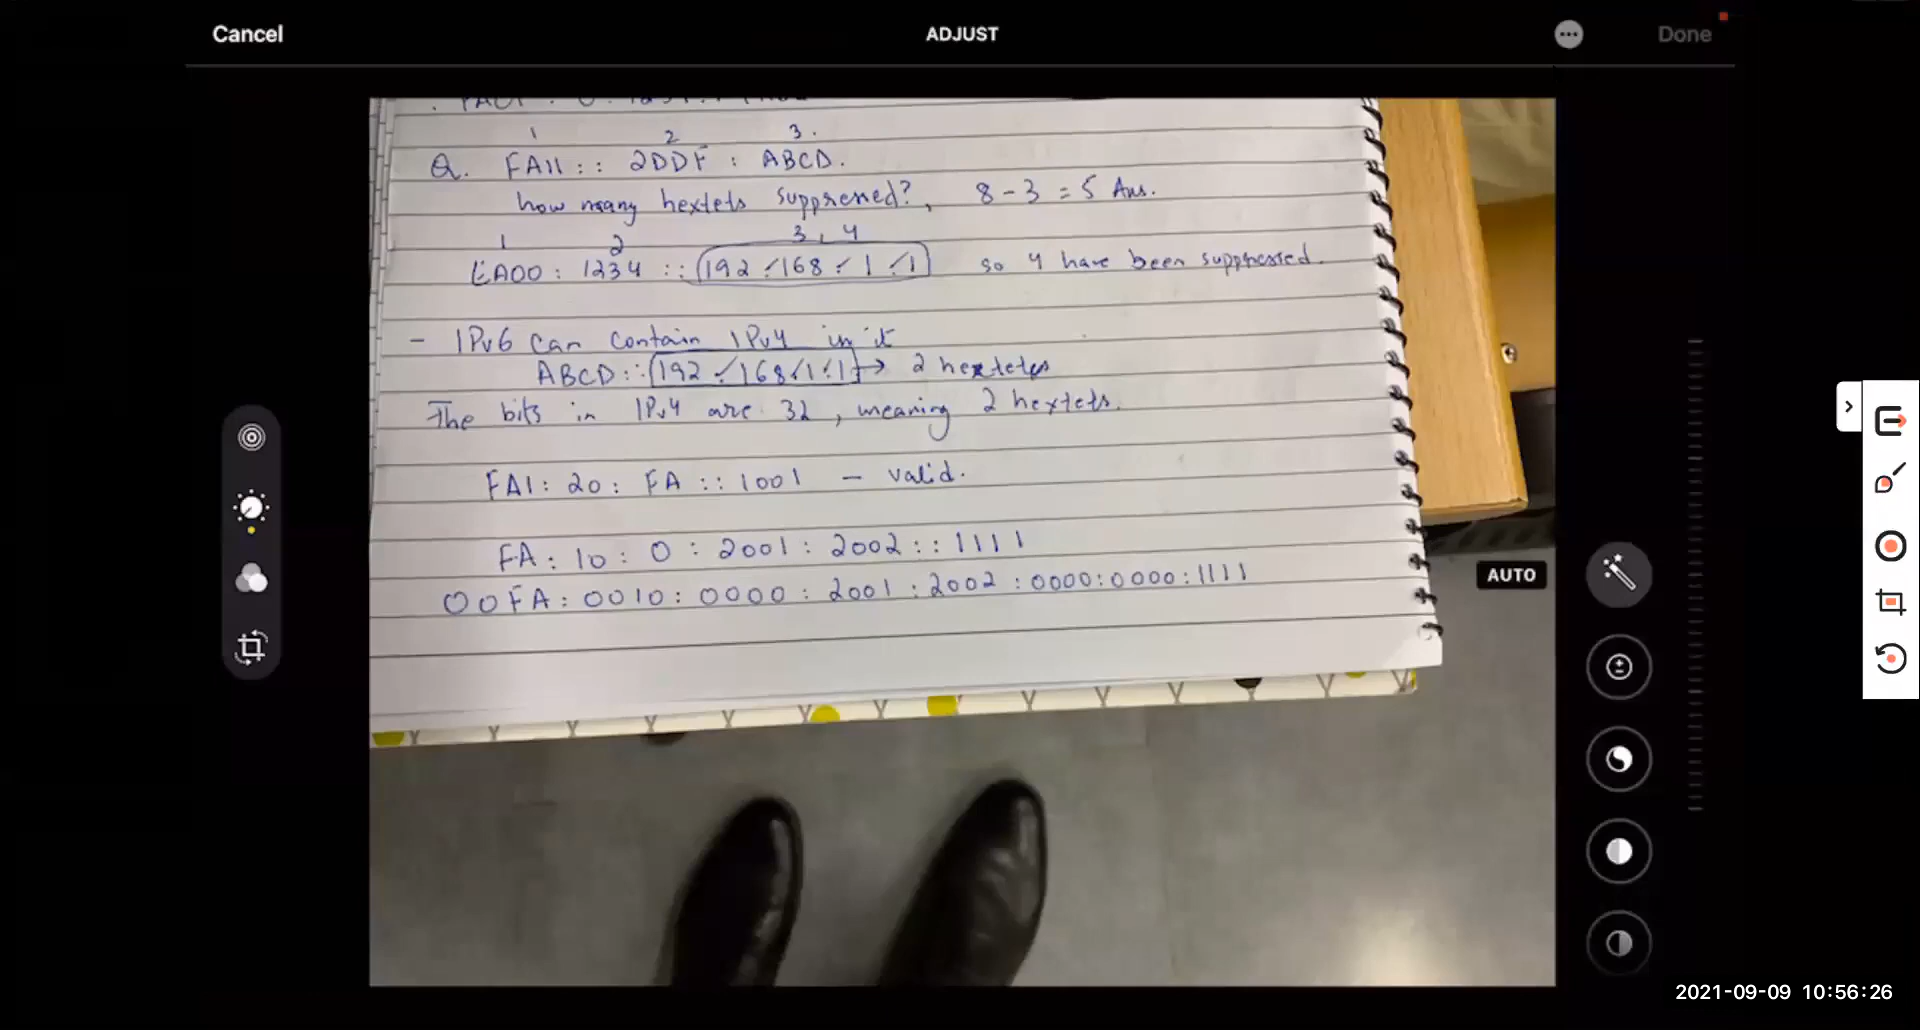 Cancel
ADJUST
Done
1 2 3.
Q. FA11 :: 2DDF : ABCD.
how many hextets suppressed?, 8 - 3 = 5 Ans.
1 2 3, 4
EA00 : 1234 :: 192 . 168 . 1 . 1 so 4 have been suppressed.
- IPv6 can contain IPv4 in it
ABCD :: 192 . 168 . 1 . 1 → 2 hextets
The bits in IPv4 are 32, meaning 2 hextets.
FA1 : 20 : FA :: 1001 - valid.
FA : 10 : 0 : 2001 : 2002 :: 1111
00FA : 0010 : 0000 : 2001 : 2002 : 0000 : 0000 : 1111
AUTO
2021-09-09 10:56:26